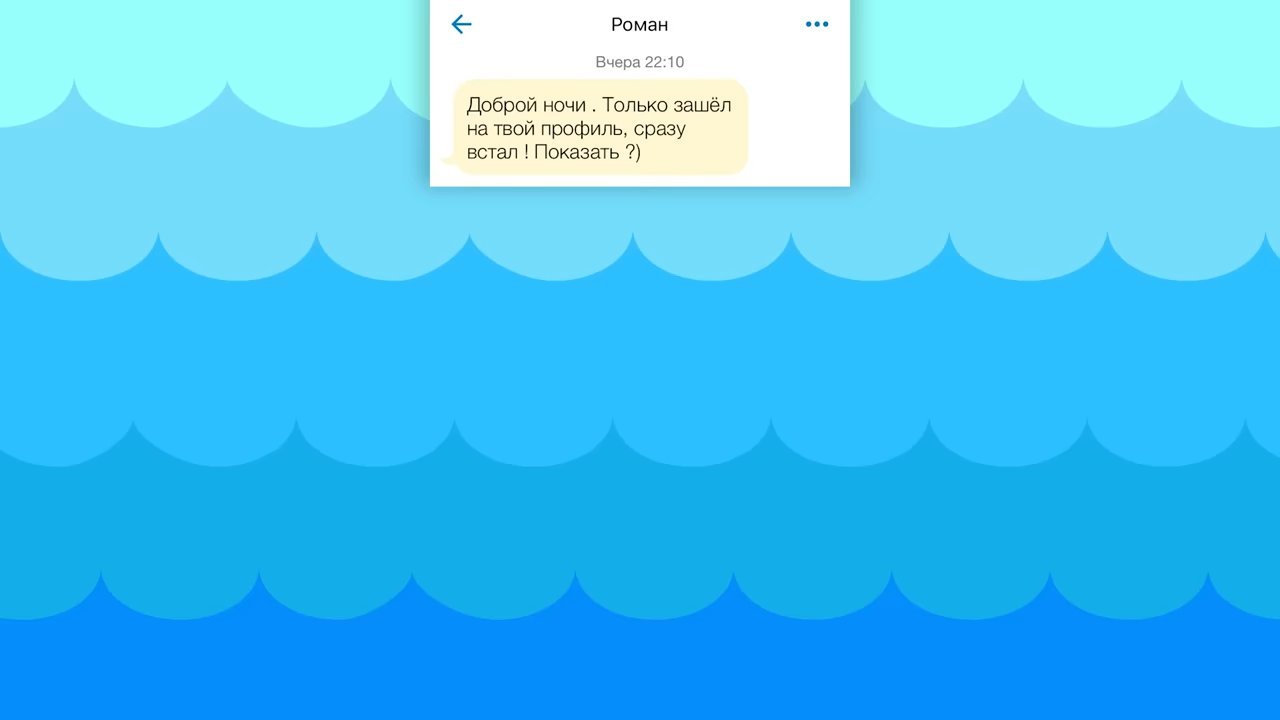 Роман
Вчера 22:10
Доброй ночи . Только зашёл
на твой профиль, сразу
встал ! Показать ?)